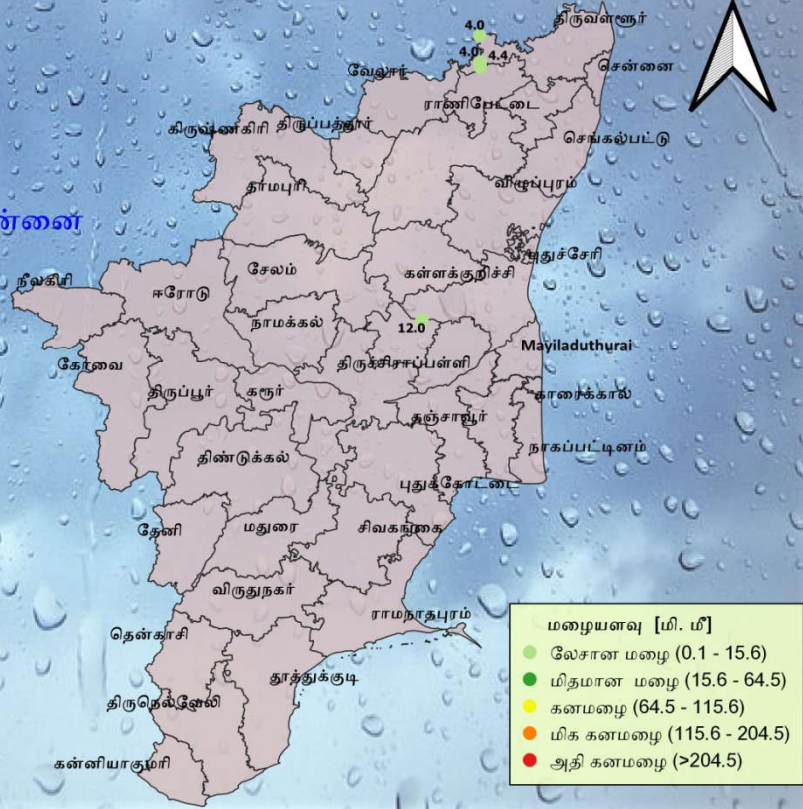 4.0
திருவள்ளூர்
4.0
4.4
வேலூர்
சென்னை
ராணிபேட்டை
கிருஷ்ணகிரி
திருப்பத்தூர்
செங்கல்பட்டு
தர்மபுரி
விழுப்புரம்
ன்னை
புதுச்சேரி
சேலம்
கள்ளக்குறிச்சி
நீலகிரி
ஈரோடு
நாமக்கல்
12.0
Mayiladuthurai
கோவை
திருச்சிராப்பள்ளி
திருப்பூர்
கரூர்
காரைக்கால்
தஞ்சாவூர்
நாகப்பட்டினம்
திண்டுக்கல்
புதுக்கோட்டை
தேனி
மதுரை
சிவகங்கை
விருதுநகர்
ராமநாதபுரம்
தென்காசி
தூத்துக்குடி
திருநெல்வேலி
கன்னியாகுமரி
மழையளவு [மி. மீ]
லேசான மழை (0.1 - 15.6)
மிதமான மழை (15.6 - 64.5)
கனமழை (64.5 - 115.6)
மிக கனமழை (115.6 - 204.5)
அதி கனமழை (>204.5)